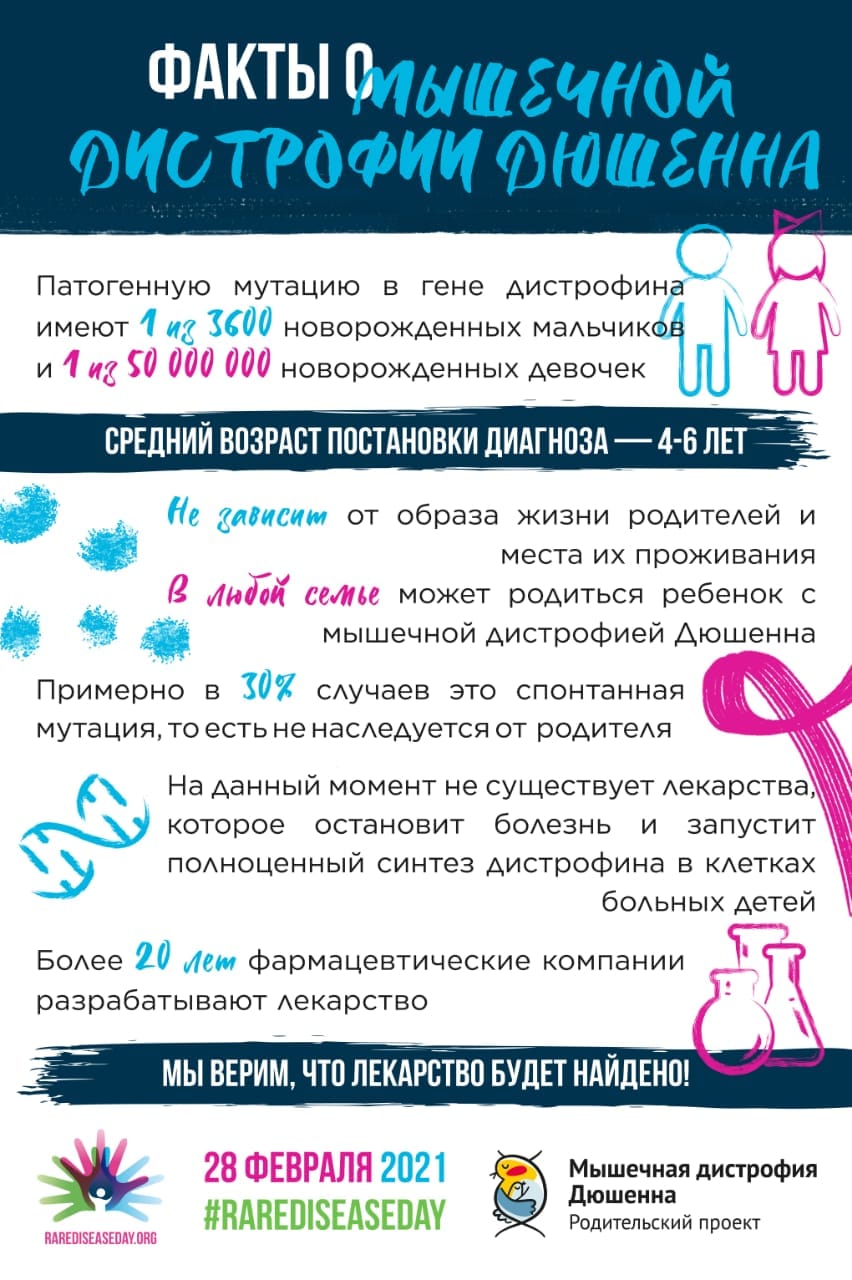 ФАКТЫ О МЫШЕЧНОЙ
ДИСТРОФИИ ДЮШЕННА
Патогенную мутацию в гене дистрофина
имеют 1 из 3600 новорожденных мальчиков
и 1 из 50 000 000 новорожденных девочек
СРЕДНИЙ ВОЗРАСТ ПОСТАНОВКИ ДИАГНОЗА — 4-6 ЛЕТ
Не зависит от образа жизни родителей и
места их проживания
В любой семье может родиться ребенок с
мышечной дистрофией Дюшенна
Примерно в 30% случаев это спонтанная
мутация, то есть не наследуется от родителя
На данный момент не существует лекарства,
которое остановит болезнь и запустит
полноценный синтез дистрофина в клетках
больных детей
Более 20 лет фармацевтические компании
разрабатывают лекарство
МЫ ВЕРИМ, ЧТО ЛЕКАРСТВО БУДЕТ НАЙДЕНО!
RAREDISEASEDAY.ORG
28 ФЕВРАЛЯ 2021
#RAREDISEASEDAY
Мышечная дистрофия
Дюшенна
Родительский проект